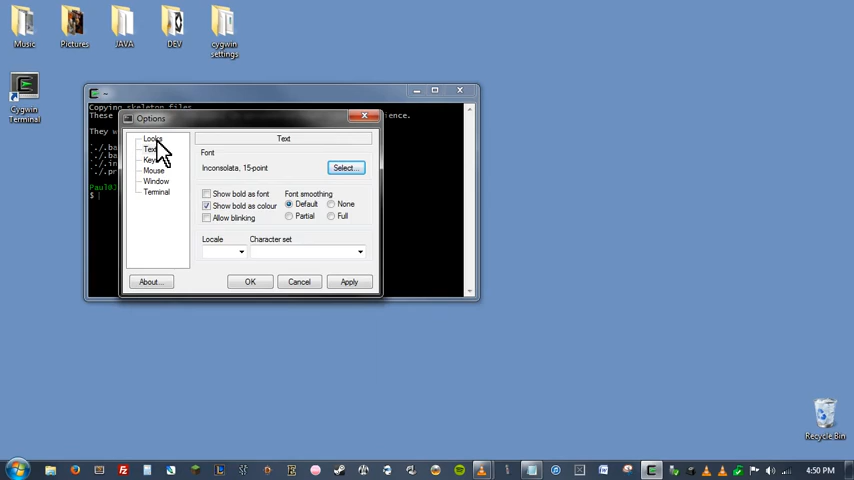 Music
Pictures
JAVA
DEV
cygwin
settings
Cygwin
Terminal
~
Copying skeleton files.
These
ence.
They w
'./.ba
'./.ba
'./.in
'./.pr
$
Options
Looks
Text
Keys
Mouse
Window
Terminal
Text
Font
Inconsolata, 15-point
Select...
Show bold as font
Show bold as colour
Allow blinking
Font smoothing
Default
None
Partial
Full
Locale
Character set
About...
OK
Cancel
Apply
Recycle Bin
4:50 PM